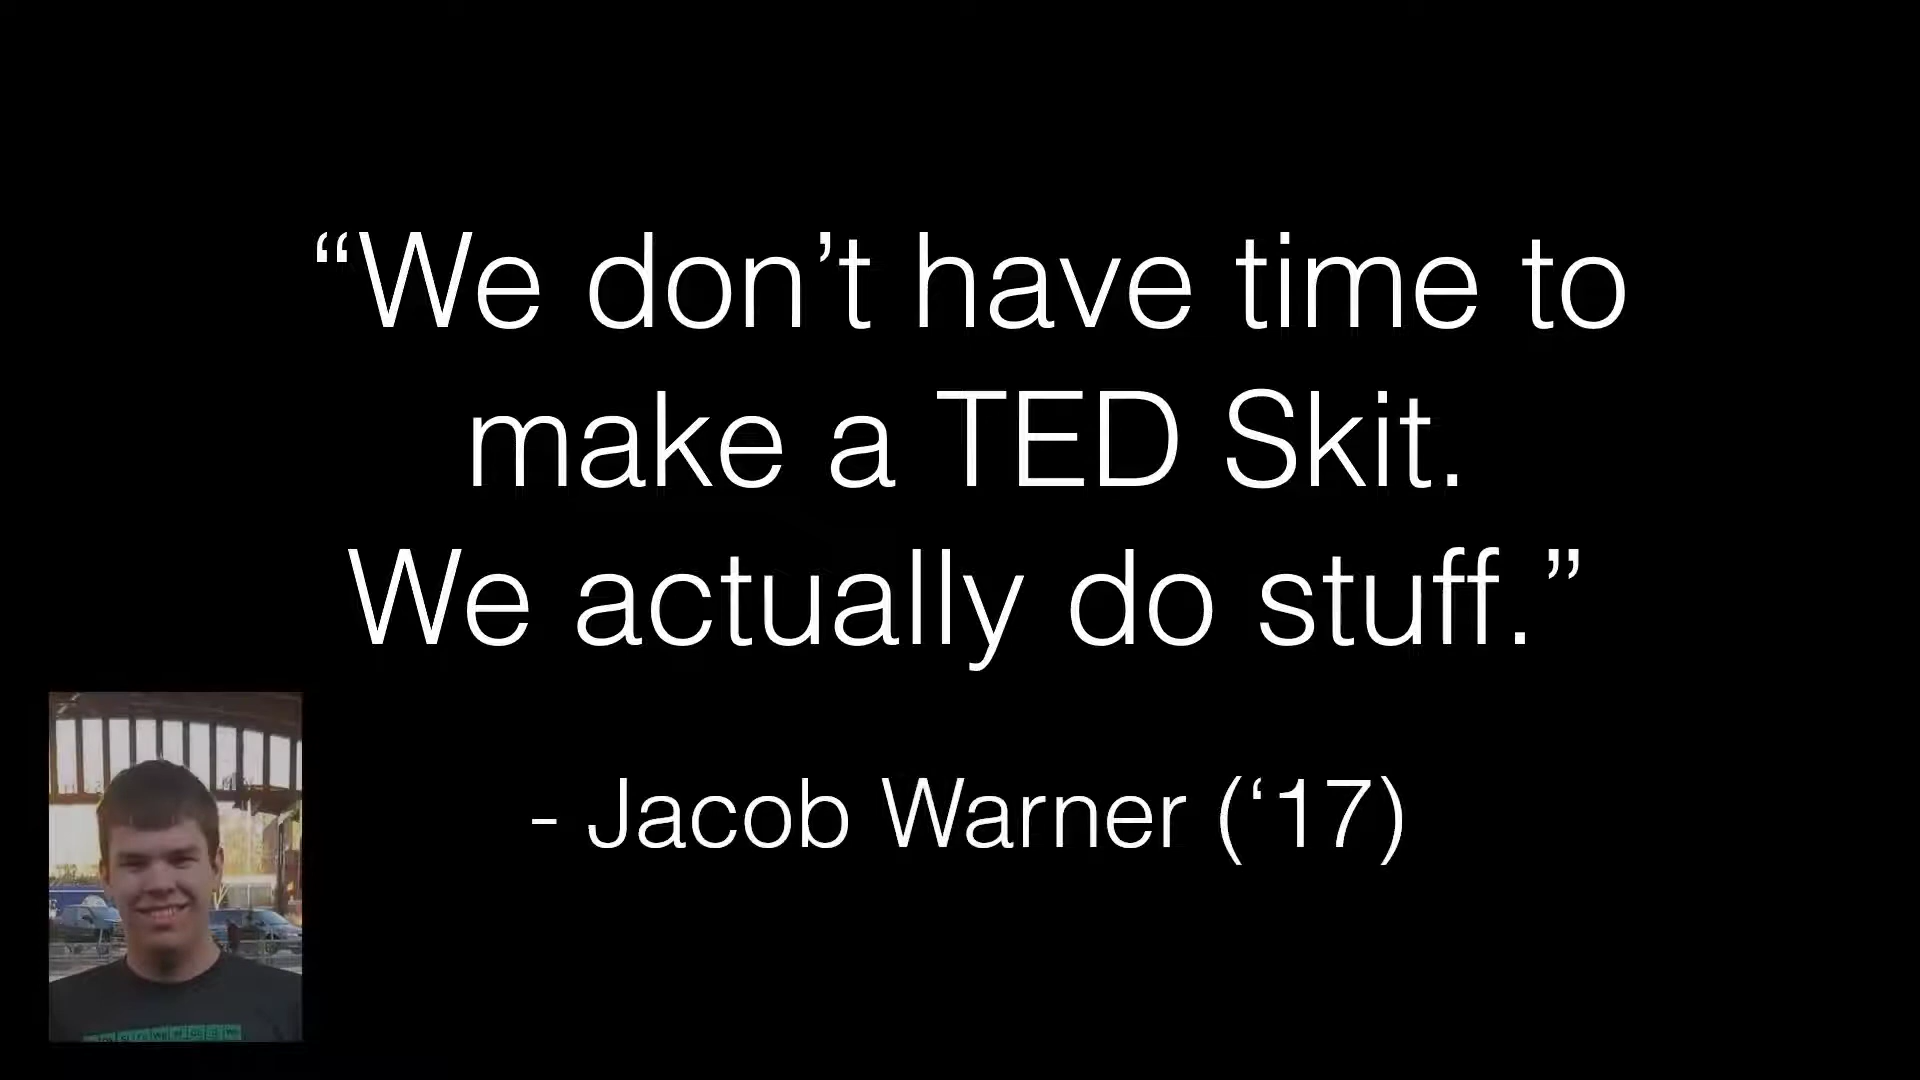 “We don’t have time to
make a TED Skit.
We actually do stuff.”
- Jacob Warner (‘17)